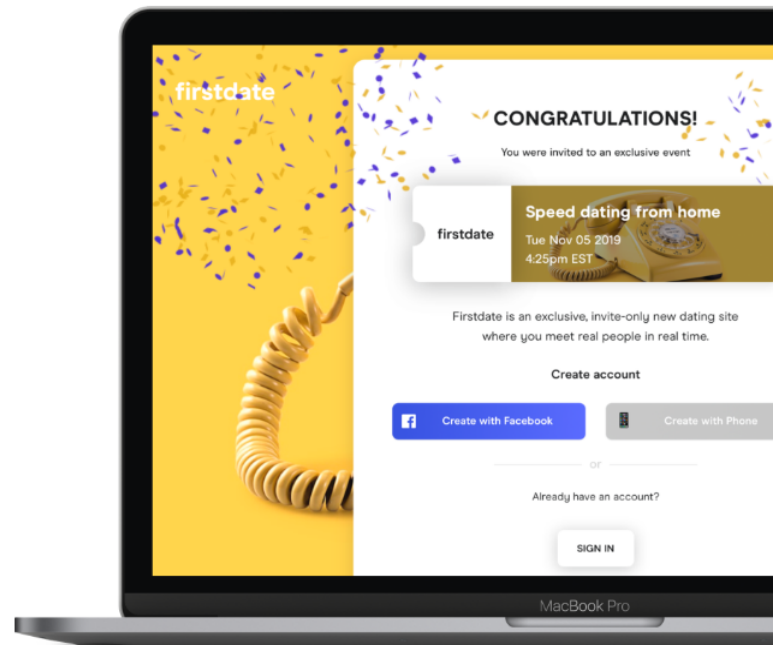 firstdate
CONGRATULATIONS!
You were invited to an exclusive event
firstdate
Speed dating from home
Tue Nov 05 2019
4:25pm EST
Firstdate is an exclusive, invite-only new dating site
where you meet real people in real time.
Create account
Create with Facebook
Create with Phone
or
Already have an account?
SIGN IN
MacBook Pro